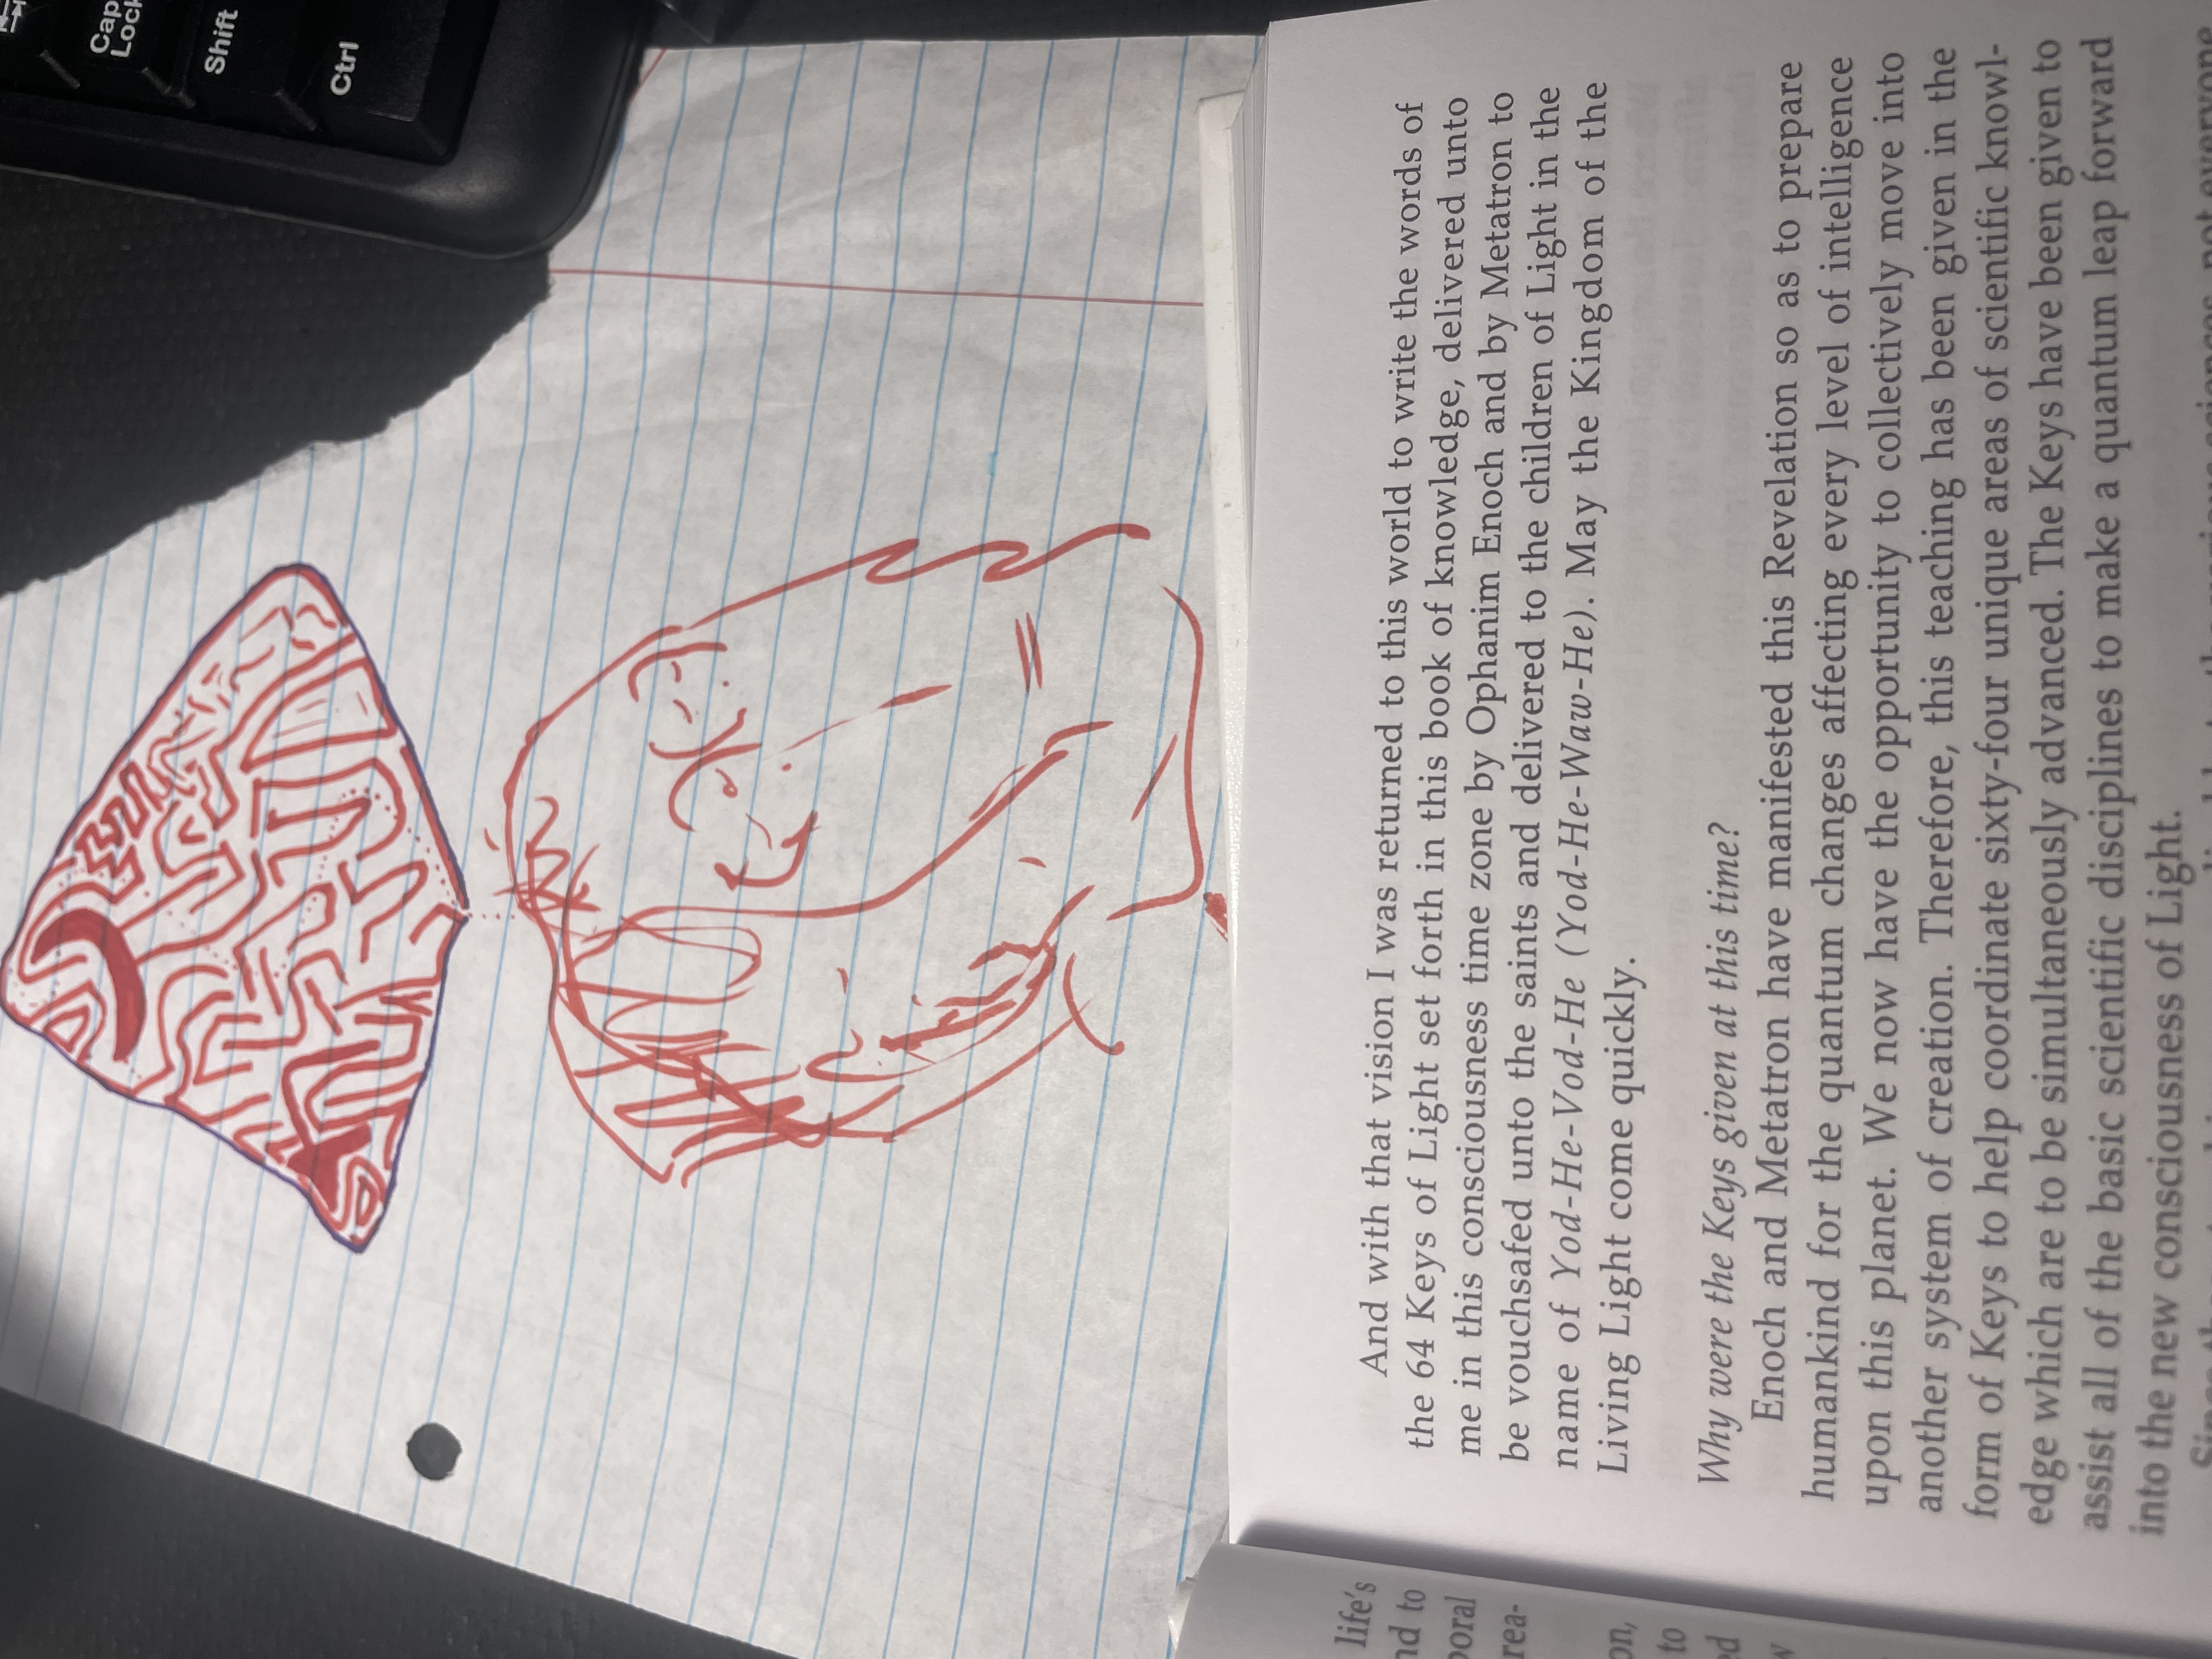 Cap
Lock
Shift
Ctrl
life's
nd to
poral
rea-
on,
to
ed
w
And with that vision I was returned to this world to write the words of
the 64 Keys of Light set forth in this book of knowledge, delivered unto
me in this consciousness time zone by Ophanim Enoch and by Metatron to
be vouchsafed unto the saints and delivered to the children of Light in the
name of Yod-He-Vod-He (Yod-He-Waw-He). May the Kingdom of the
Living Light come quickly.
Why were the Keys given at this time?
Enoch and Metatron have manifested this Revelation so as to prepare
humankind for the quantum changes affecting every level of intelligence
upon this planet. We now have the opportunity to collectively move into
another system of creation. Therefore, this teaching has been given in the
form of Keys to help coordinate sixty-four unique areas of scientific knowl-
edge which are to be simultaneously advanced. The Keys have been given to
assist all of the basic scientific disciplines to make a quantum leap forward
into the new consciousness of Light.